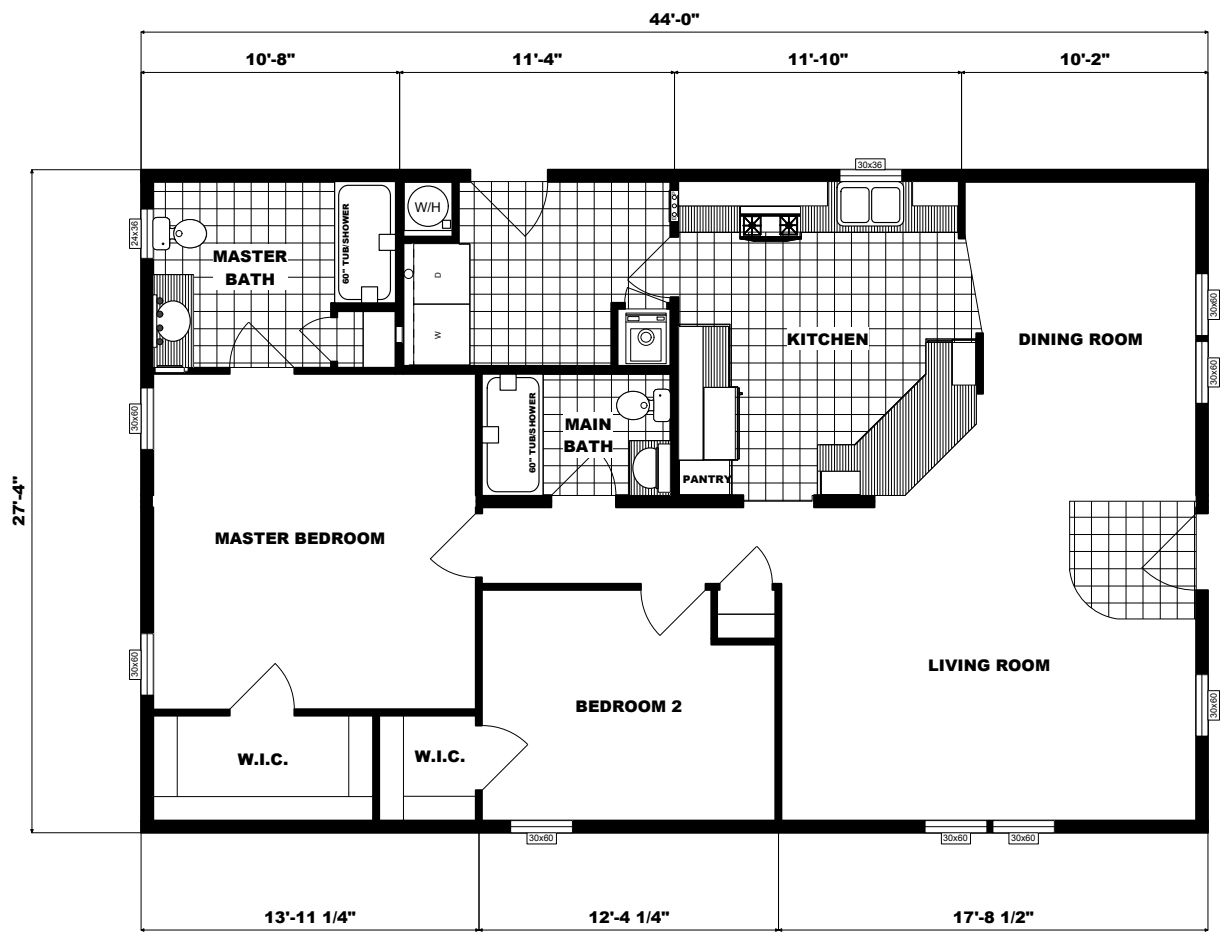 44'-0"
10'-8"
11'-4"
11'-10"
10'-2"
30x36
24x36
60" TUB/SHOWER
W/H
MASTER
BATH
D
W
KITCHEN
DINING ROOM
30x60
30x60
30x60
27'-4"
60" TUB/SHOWER
MAIN
BATH
PANTRY
MASTER BEDROOM
LIVING ROOM
30x60
30x60
BEDROOM 2
W.I.C.
W.I.C.
30x60
30x60
30x60
13'-11 1/4"
12'-4 1/4"
17'-8 1/2"